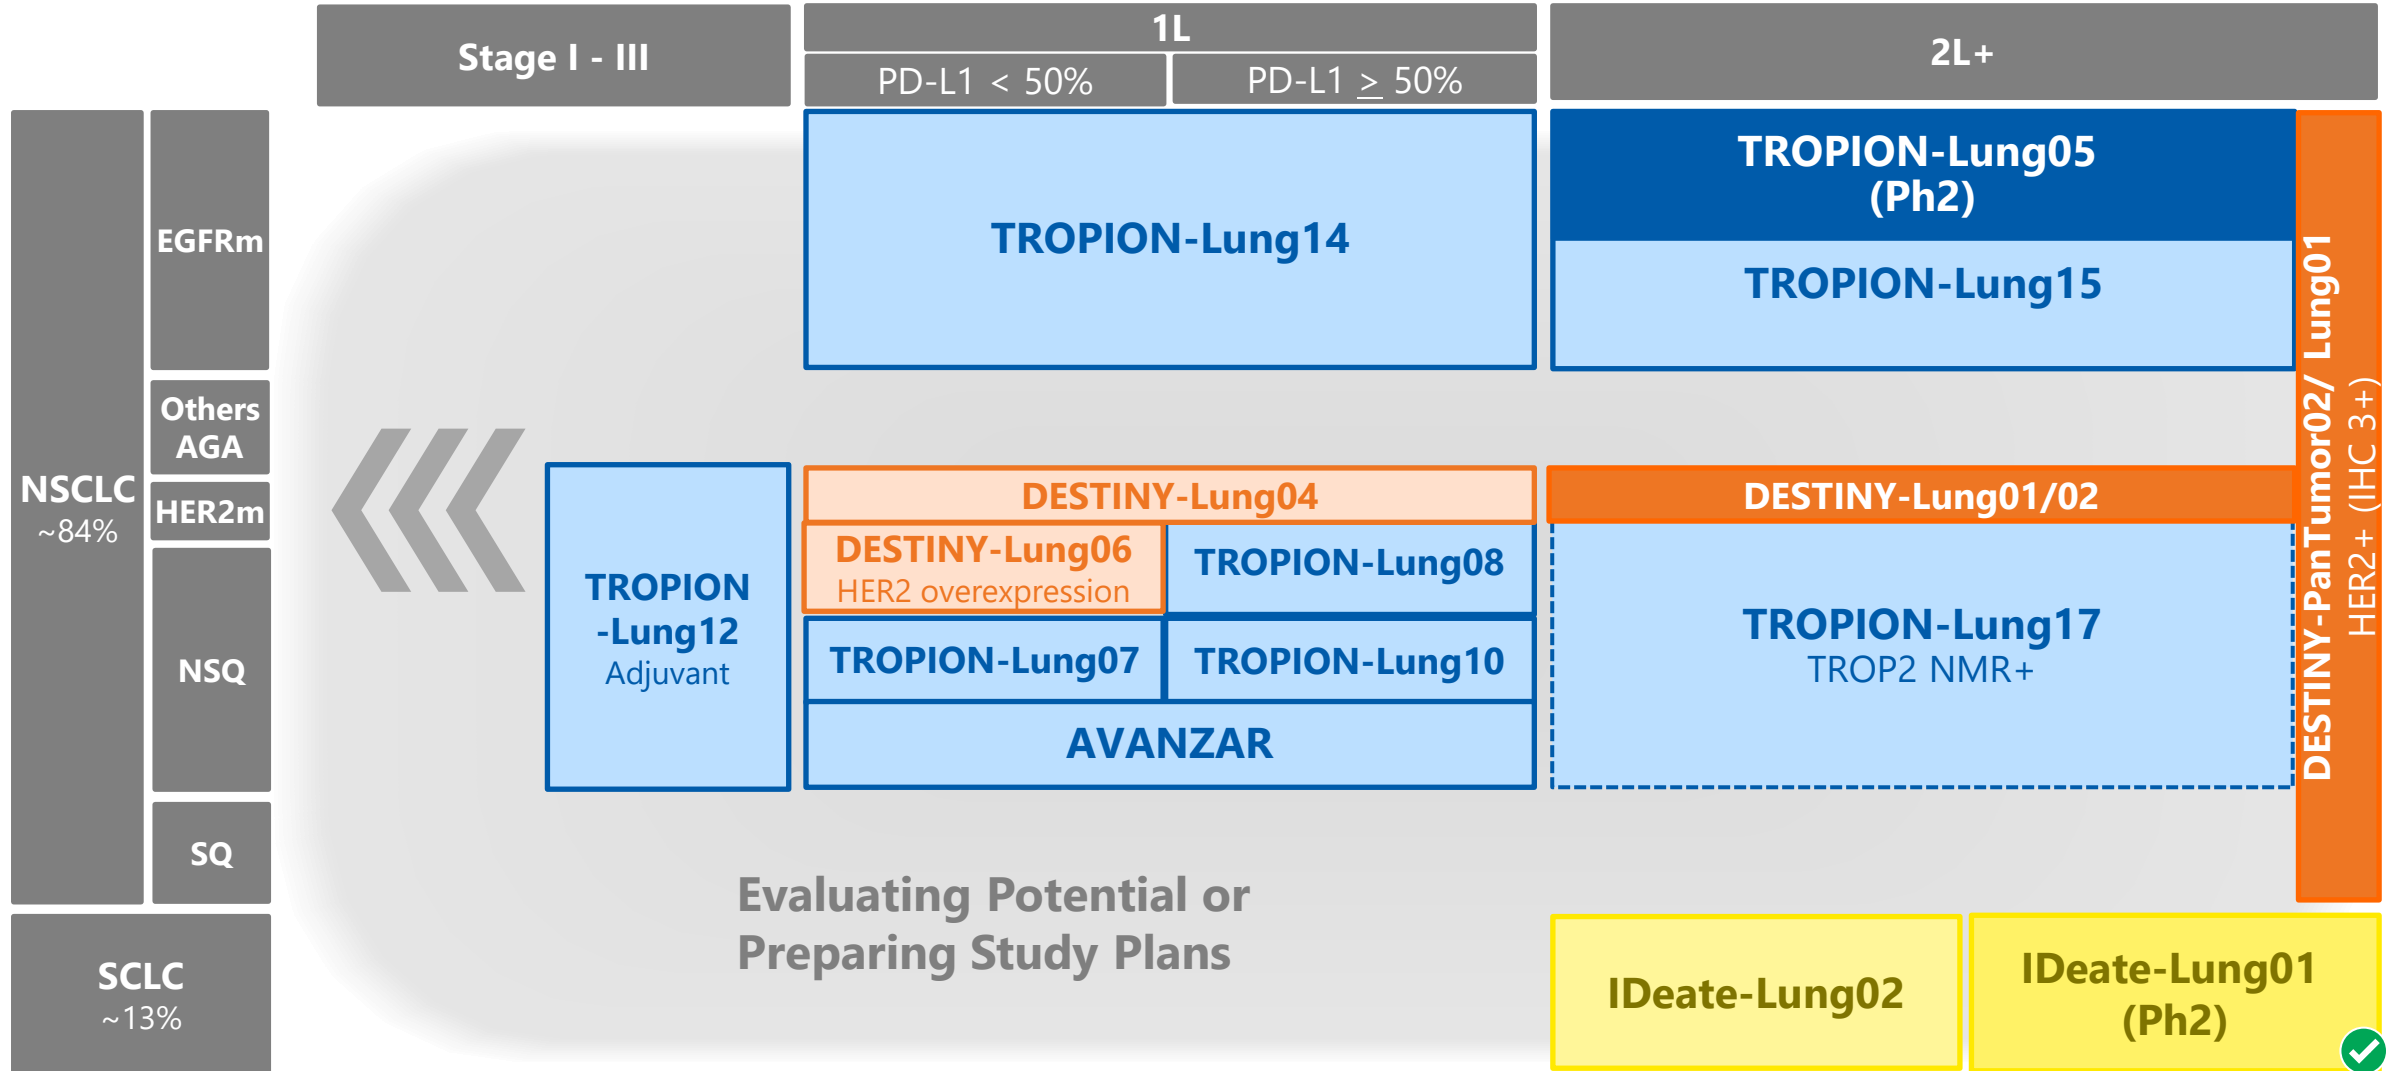 Stage I - III
1L
PD-L1 < 50%
PD-L1 ≥ 50%
2L+
NSCLC
~84%
EGFRm
Others
AGA
HER2m
NSQ
SQ
SCLC
~13%
TROPION-Lung14
TROPION-Lung05
(Ph2)
TROPION-Lung15
DESTINY-PanTumor02/ Lung01
HER2+ (IHC 3+)
TROPION
-Lung12
Adjuvant
DESTINY-Lung04
DESTINY-Lung01/02
DESTINY-Lung06
HER2 overexpression
TROPION-Lung08
TROPION-Lung07
TROPION-Lung10
AVANZAR
TROPION-Lung17
TROP2 NMR+
Evaluating Potential or
Preparing Study Plans
IDeate-Lung02
IDeate-Lung01
(Ph2)